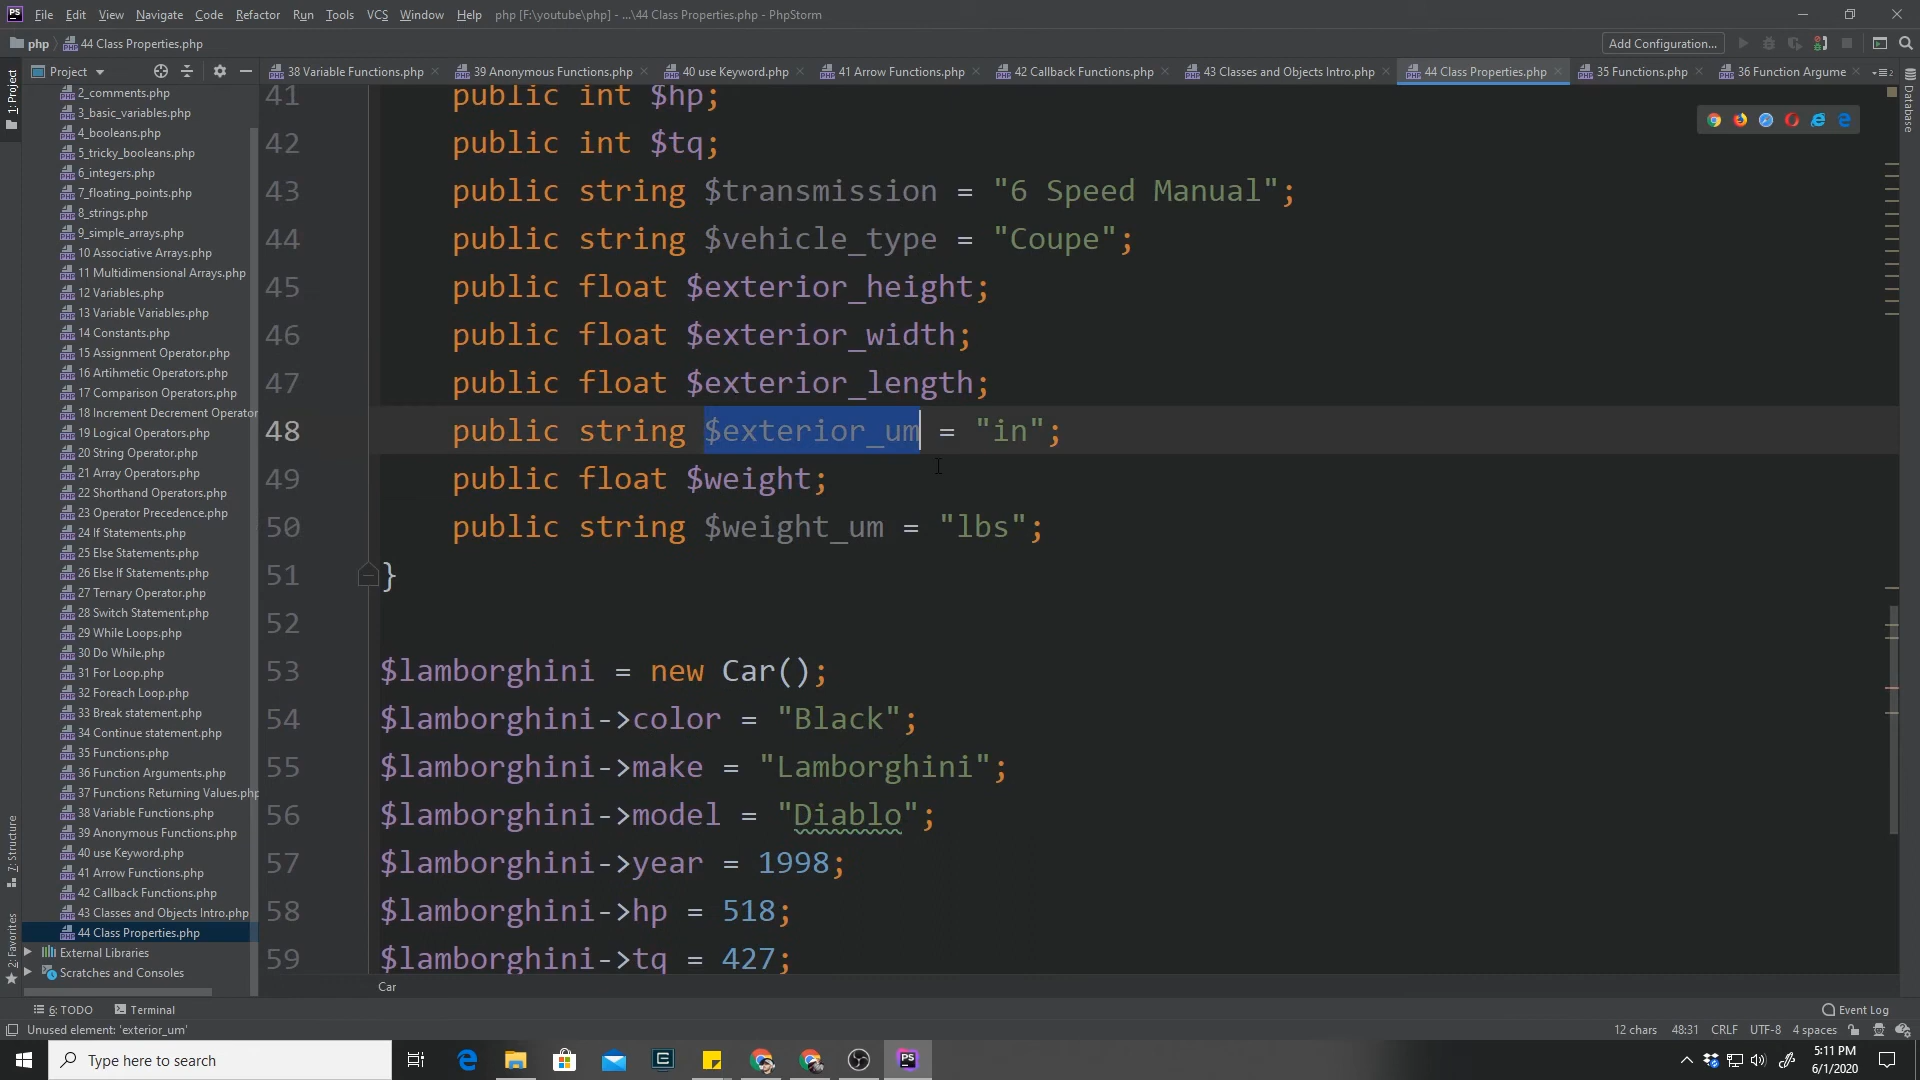 PS File Edit View Navigate Code Refactor Run Tools VCS Window Help php [F:\youtube\php] - ...\44 Class Properties.php - PhpStorm
php 44 Class Properties.php Add Configuration...
Project 38 Variable Functions.php 39 Anonymous Functions.php 40 use Keyword.php 41 Arrow Functions.php 42 Callback Functions.php 43 Classes and Objects Intro.php 44 Class Properties.php 35 Functions.php 36 Function Argume
1: Project
7: Structure
2: Favorites
Database
2_comments.php
3_basic_variables.php
4_booleans.php
5_tricky_booleans.php
6_integers.php
7_floating_points.php
8_strings.php
9_simple_arrays.php
10 Associative Arrays.php
11 Multidimensional Arrays.php
12 Variables.php
13 Variable Variables.php
14 Constants.php
15 Assignment Operator.php
16 Artihmetic Operators.php
17 Comparison Operators.php
18 Increment Decrement Operator
19 Logical Operators.php
20 String Operator.php
21 Array Operators.php
22 Shorthand Operators.php
23 Operator Precedence.php
24 If Statements.php
25 Else Statements.php
26 Else If Statements.php
27 Ternary Operator.php
28 Switch Statement.php
29 While Loops.php
30 Do While.php
31 For Loop.php
32 Foreach Loop.php
33 Break statement.php
34 Continue statement.php
35 Functions.php
36 Function Arguments.php
37 Functions Returning Values.php
38 Variable Functions.php
39 Anonymous Functions.php
40 use Keyword.php
41 Arrow Functions.php
42 Callback Functions.php
43 Classes and Objects Intro.php
44 Class Properties.php
External Libraries
Scratches and Consoles
41 public int $hp;
42 public int $tq;
43 public string $transmission = "6 Speed Manual";
44 public string $vehicle_type = "Coupe";
45 public float $exterior_height;
46 public float $exterior_width;
47 public float $exterior_length;
48 public string $exterior_um = "in";
49 public float $weight;
50 public string $weight_um = "lbs";
51 }
52
53 $lamborghini = new Car();
54 $lamborghini->color = "Black";
55 $lamborghini->make = "Lamborghini";
56 $lamborghini->model = "Diablo";
57 $lamborghini->year = 1998;
58 $lamborghini->hp = 518;
59 $lamborghini->tq = 427;
Car
6: TODO Terminal Event Log
Unused element: 'exterior_um' 12 chars 48:31 CRLF UTF-8 4 spaces
Type here to search PS 5:11 PM
6/1/2020